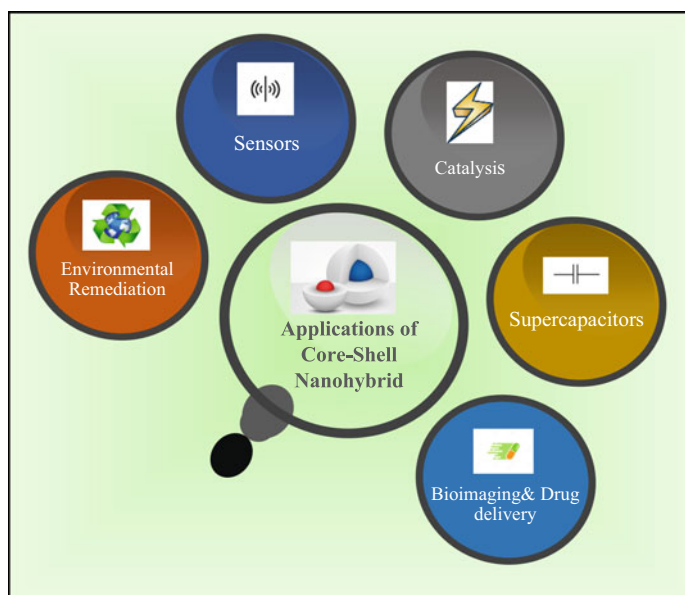 Sensors
Catalysis
Environmental
Remediation
Applications of
Core-Shell
Nanohybrid
Supercapacitors
Bioimaging& Drug
delivery